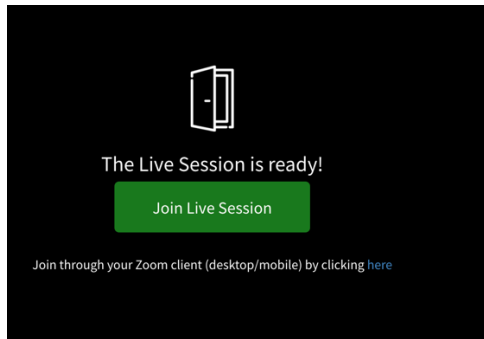 The Live Session is ready!
Join Live Session
Join through your Zoom client (desktop/mobile) by clicking here